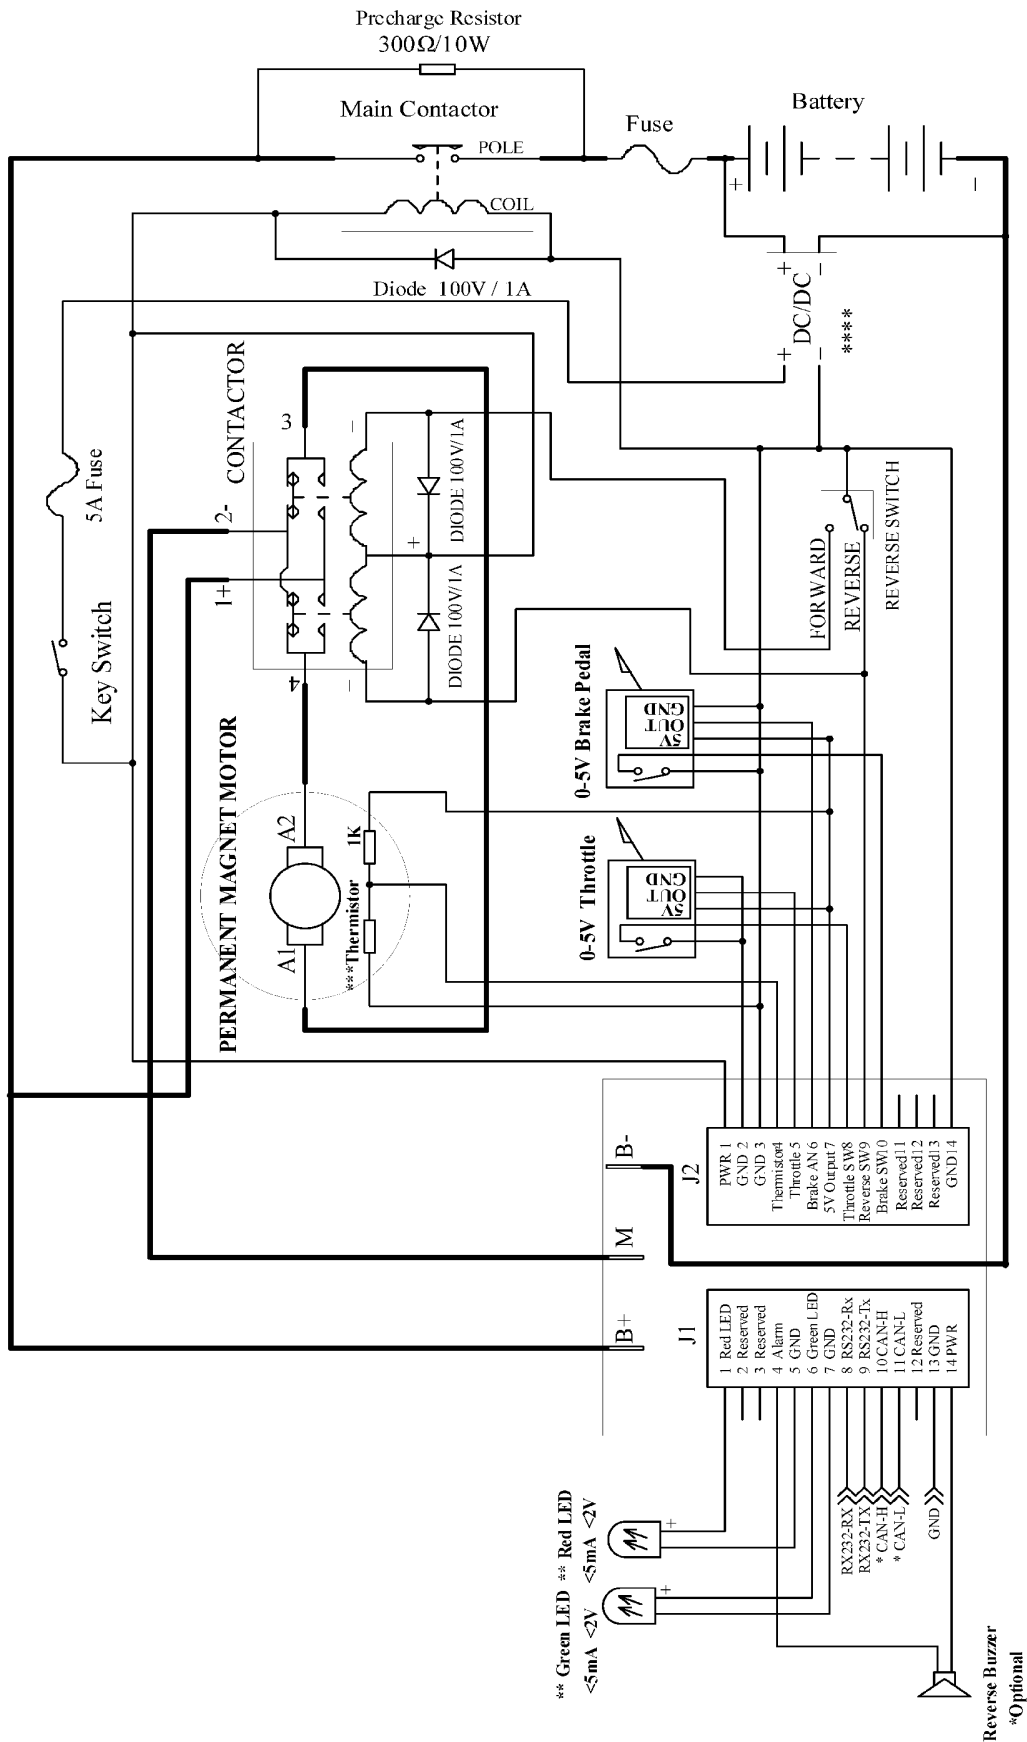 Precharge Resistor
300Ω/10W
Main Contactor
POLE
Fuse
Battery
+
−
COIL
Diode 100V / 1A
+
−
DC/DC
+
−
****
5A Fuse
Key Switch
CONTACTOR
3
2-
1+
4
−
+
−
DIODE 100V/1A
DIODE 100V/1A
FORWARD
REVERSE
REVERSE SWITCH
PERMANENT MAGNET MOTOR
A2
A1
1K
***Thermistor
0-5V Brake Pedal
GND
OUT
5V
0-5V Throttle
GND
OUT
5V
B-
M
B+
J2
PWR 1
GND 2
GND 3
Thermistor4
Throttle 5
Brake AN 6
5V Output 7
Throttle SW8
Reverse SW9
Brake SW10
Reserved11
Reserved12
Reserved13
GND14
J1
1 Red LED
2 Reserved
3 Reserved
4 Alarm
5 GND
6 Green LED
7 GND
8 RS232-Rx
9 RS232-Tx
10 CAN-H
11 CAN-L
12 Reserved
13 GND
14 PWR
** Red LED
<5mA <2V
+
** Green LED
<5mA <2V
+
RX232-RX
RX232-TX
* CAN-H
* CAN-L
GND
Reverse Buzzer
*Optional